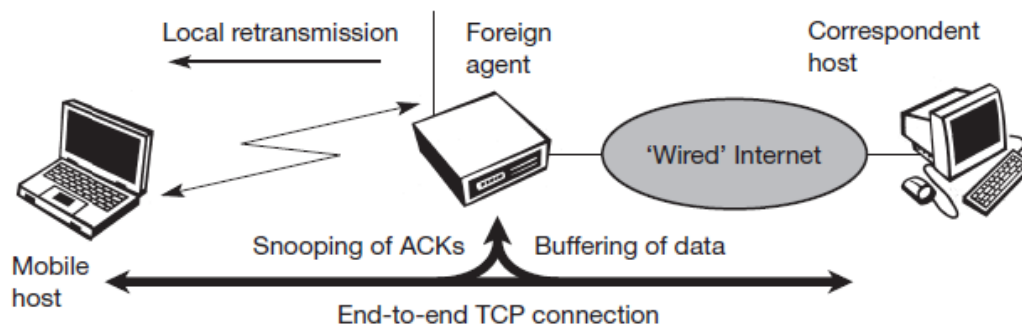 Local retransmission
Foreign
agent
Correspondent
host
'Wired' Internet
Snooping of ACKs
Buffering of data
Mobile
host
End-to-end TCP connection